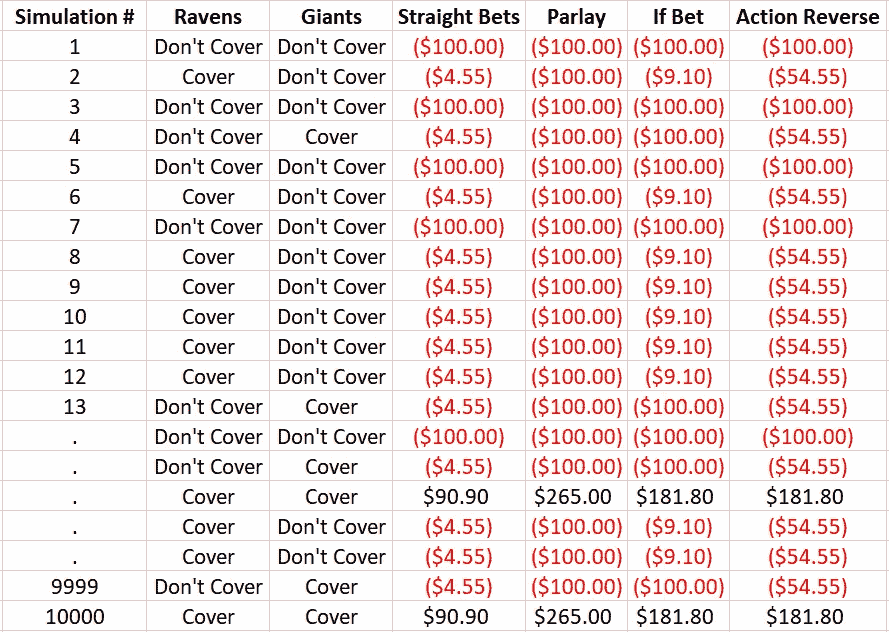 Simulation # Ravens Giants Straight Bets Parlay If Bet Action Reverse
1 Don't Cover Don't Cover ($100.00) ($100.00) ($100.00) ($100.00)
2 Cover Don't Cover ($4.55) ($100.00) ($9.10) ($54.55)
3 Don't Cover Don't Cover ($100.00) ($100.00) ($100.00) ($100.00)
4 Don't Cover Cover ($4.55) ($100.00) ($100.00) ($54.55)
5 Don't Cover Don't Cover ($100.00) ($100.00) ($100.00) ($100.00)
6 Cover Don't Cover ($4.55) ($100.00) ($9.10) ($54.55)
7 Don't Cover Don't Cover ($100.00) ($100.00) ($100.00) ($100.00)
8 Cover Don't Cover ($4.55) ($100.00) ($9.10) ($54.55)
9 Cover Don't Cover ($4.55) ($100.00) ($9.10) ($54.55)
10 Cover Don't Cover ($4.55) ($100.00) ($9.10) ($54.55)
11 Cover Don't Cover ($4.55) ($100.00) ($9.10) ($54.55)
12 Cover Don't Cover ($4.55) ($100.00) ($9.10) ($54.55)
13 Don't Cover Cover ($4.55) ($100.00) ($100.00) ($54.55)
. Don't Cover Don't Cover ($100.00) ($100.00) ($100.00) ($100.00)
. Don't Cover Cover ($4.55) ($100.00) ($100.00) ($54.55)
. Cover Cover $90.90 $265.00 $181.80 $181.80
. Cover Don't Cover ($4.55) ($100.00) ($9.10) ($54.55)
. Cover Don't Cover ($4.55) ($100.00) ($9.10) ($54.55)
9999 Don't Cover Cover ($4.55) ($100.00) ($100.00) ($54.55)
10000 Cover Cover $90.90 $265.00 $181.80 $181.80